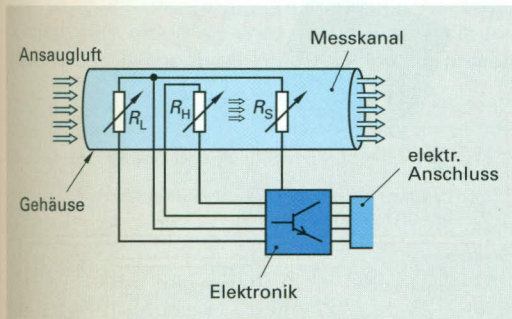 Messkanal
Ansaugluft
R_L
R_H
R_S
elektr.
Anschluss
Gehäuse
Elektronik